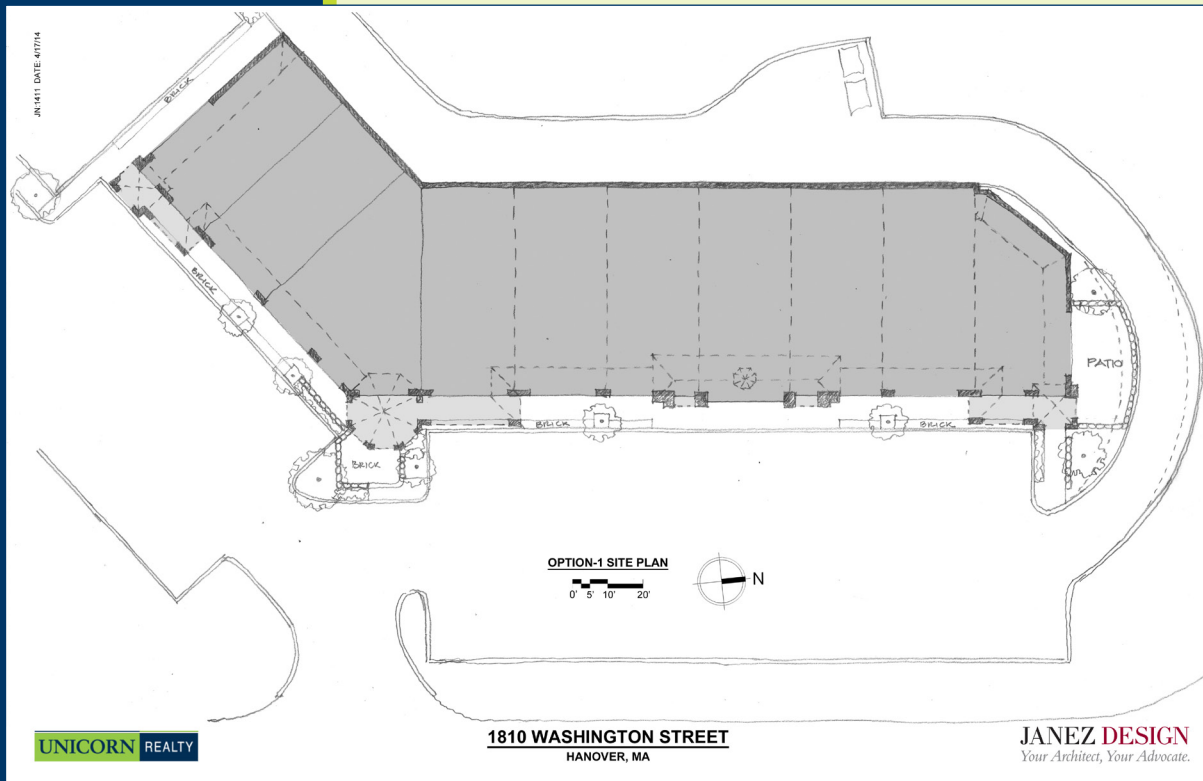 JN:1411 DATE: 4/17/14
BRICK
BRICK
PATIO
BRICK
BRICK
BRICK
OPTION-1 SITE PLAN
0' 5' 10' 20'
N
UNICORN REALTY
1810 WASHINGTON STREET
HANOVER, MA
JANEZ DESIGN
Your Architect, Your Advocate.